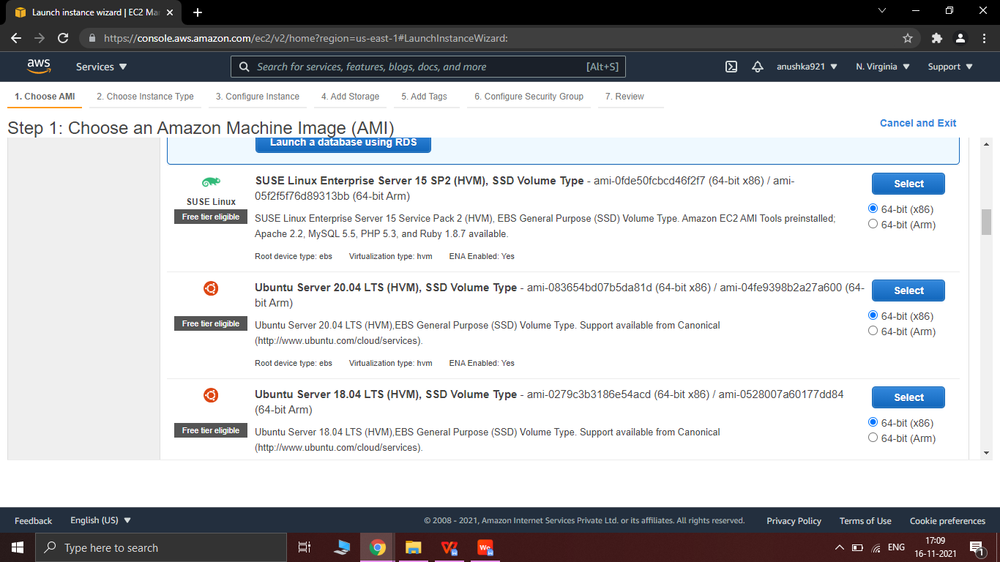 Launch instance wizard | EC2 Ma
https://console.aws.amazon.com/ec2/v2/home?region=us-east-1#LaunchInstanceWizard:
aws
Services
Search for services, features, blogs, docs, and more
[Alt+S]
anushka921
N. Virginia
Support
1. Choose AMI
2. Choose Instance Type
3. Configure Instance
4. Add Storage
5. Add Tags
6. Configure Security Group
7. Review
Step 1: Choose an Amazon Machine Image (AMI)
Cancel and Exit
Launch a database using RDS
SUSE Linux
Free tier eligible
SUSE Linux Enterprise Server 15 SP2 (HVM), SSD Volume Type - ami-0fde50fcbcd46f2f7 (64-bit x86) / ami-
05f2f5f76d89313bb (64-bit Arm)
SUSE Linux Enterprise Server 15 Service Pack 2 (HVM), EBS General Purpose (SSD) Volume Type. Amazon EC2 AMI Tools preinstalled;
Apache 2.2, MySQL 5.5, PHP 5.3, and Ruby 1.8.7 available.
Root device type: ebs Virtualization type: hvm ENA Enabled: Yes
Select
64-bit (x86)
64-bit (Arm)
Free tier eligible
Ubuntu Server 20.04 LTS (HVM), SSD Volume Type - ami-083654bd07b5da81d (64-bit x86) / ami-04fe9398b2a27a600 (64-
bit Arm)
Ubuntu Server 20.04 LTS (HVM),EBS General Purpose (SSD) Volume Type. Support available from Canonical
(http://www.ubuntu.com/cloud/services).
Root device type: ebs Virtualization type: hvm ENA Enabled: Yes
Select
64-bit (x86)
64-bit (Arm)
Free tier eligible
Ubuntu Server 18.04 LTS (HVM), SSD Volume Type - ami-0279c3b3186e54acd (64-bit x86) / ami-0528007a60177dd84
(64-bit Arm)
Ubuntu Server 18.04 LTS (HVM),EBS General Purpose (SSD) Volume Type. Support available from Canonical
(http://www.ubuntu.com/cloud/services).
Select
64-bit (x86)
64-bit (Arm)
Feedback
English (US)
© 2008 - 2021, Amazon Internet Services Private Ltd. or its affiliates. All rights reserved.
Privacy Policy
Terms of Use
Cookie preferences
Type here to search
ENG
17:09
16-11-2021
1